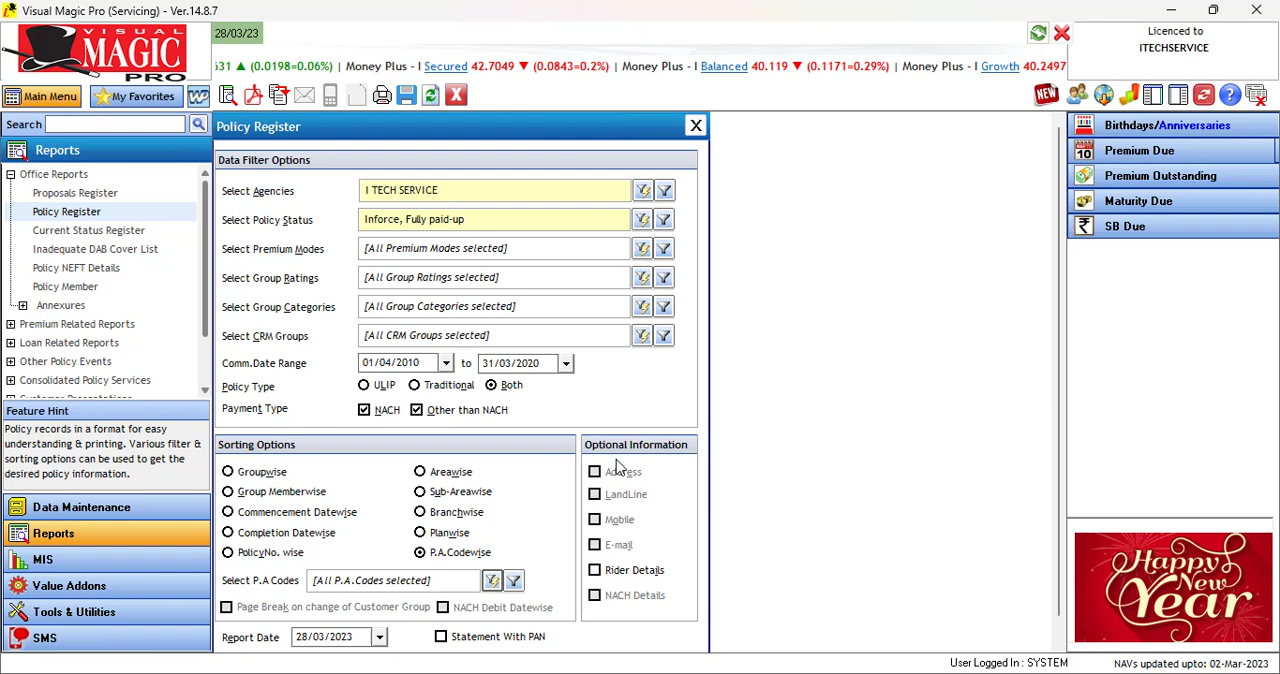 Visual Magic Pro (Servicing) - Ver.14.8.7
VISUAL
MAGIC
PRO
28/03/23
Licenced to
ITECHSERVICE
531 ▲ (0.0198=0.06%) | Money Plus - I Secured 42.7049 ▼ (0.0843=0.2%) | Money Plus - I Balanced 40.119 ▼ (0.1171=0.29%) | Money Plus - I Growth 40.2497
Main Menu
My Favorites
NEW
Search
Policy Register
X
Birthdays/Anniversaries
Reports
Premium Due
Data Filter Options
Office Reports
Premium Outstanding
Proposals Register
Select Agencies
I TECH SERVICE
Maturity Due
Policy Register
Select Policy Status
Inforce, Fully paid-up
SB Due
Current Status Register
Select Premium Modes
[All Premium Modes selected]
Inadequate DAB Cover List
Policy NEFT Details
Select Group Ratings
[All Group Ratings selected]
Policy Member
Select Group Categories
[All Group Categories selected]
Annexures
Premium Related Reports
Select CRM Groups
[All CRM Groups selected]
Loan Related Reports
Other Policy Events
Comm.Date Range
01/04/2010
to
31/03/2020
Consolidated Policy Services
Policy Type
ULIP
Traditional
Both
Feature Hint
Payment Type
NACH
Other than NACH
Policy records in a format for easy
understanding & printing. Various filter &
sorting options can be used to get the
desired policy information.
Sorting Options
Optional Information
Groupwise
Areawise
Address
Group Memberwise
Sub-Areawise
LandLine
Commencement Datewise
Branchwise
Mobile
Completion Datewise
Planwise
E-mail
PolicyNo. wise
P.A.Codewise
Rider Details
Select P.A Codes
[All P.A.Codes selected]
NACH Details
Page Break on change of Customer Group
NACH Debit Datewise
Report Date
28/03/2023
Statement With PAN
Data Maintenance
Reports
MIS
Value Addons
Tools & Utilities
SMS
Happy
New
Year
User Logged In : SYSTEM
NAVs updated upto: 02-Mar-2023